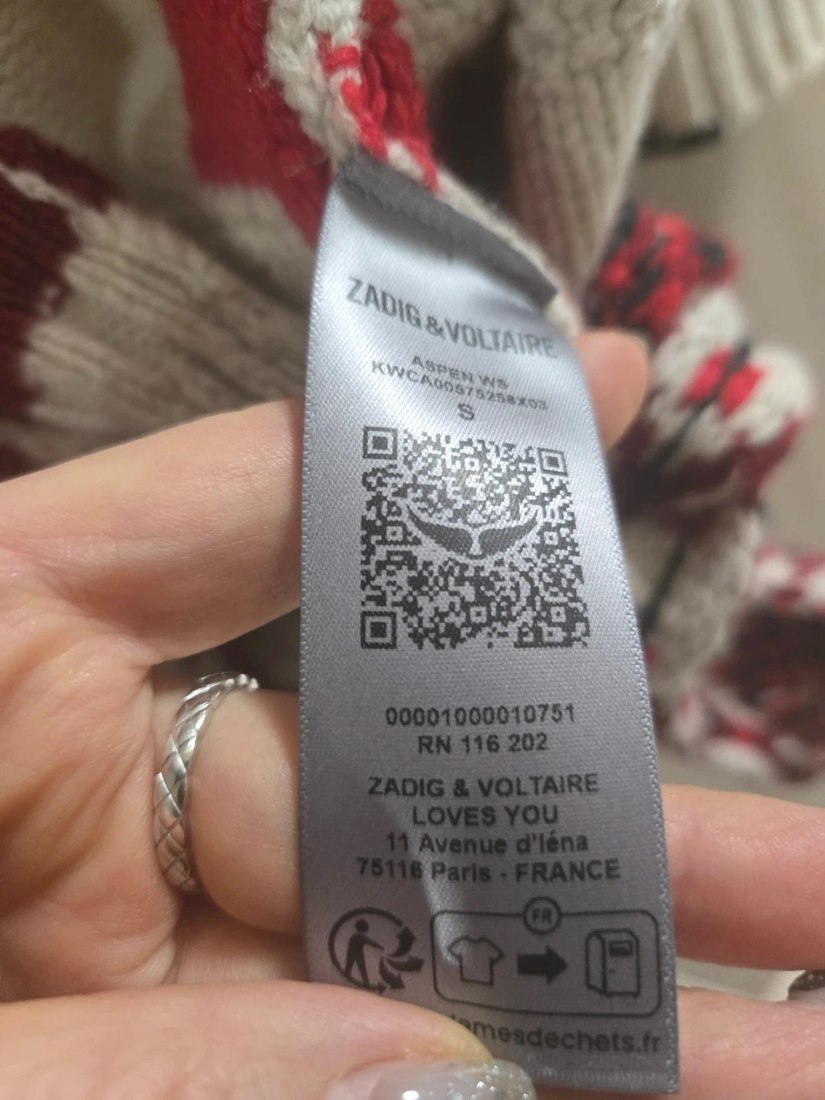 ZADIG & VOLTAIRE
ASPEN WS
KWCA00575258X03
S
00001000010751
RN 116 202
ZADIG & VOLTAIRE
LOVES YOU
11 Avenue d'Iéna
75116 Paris - FRANCE
FR